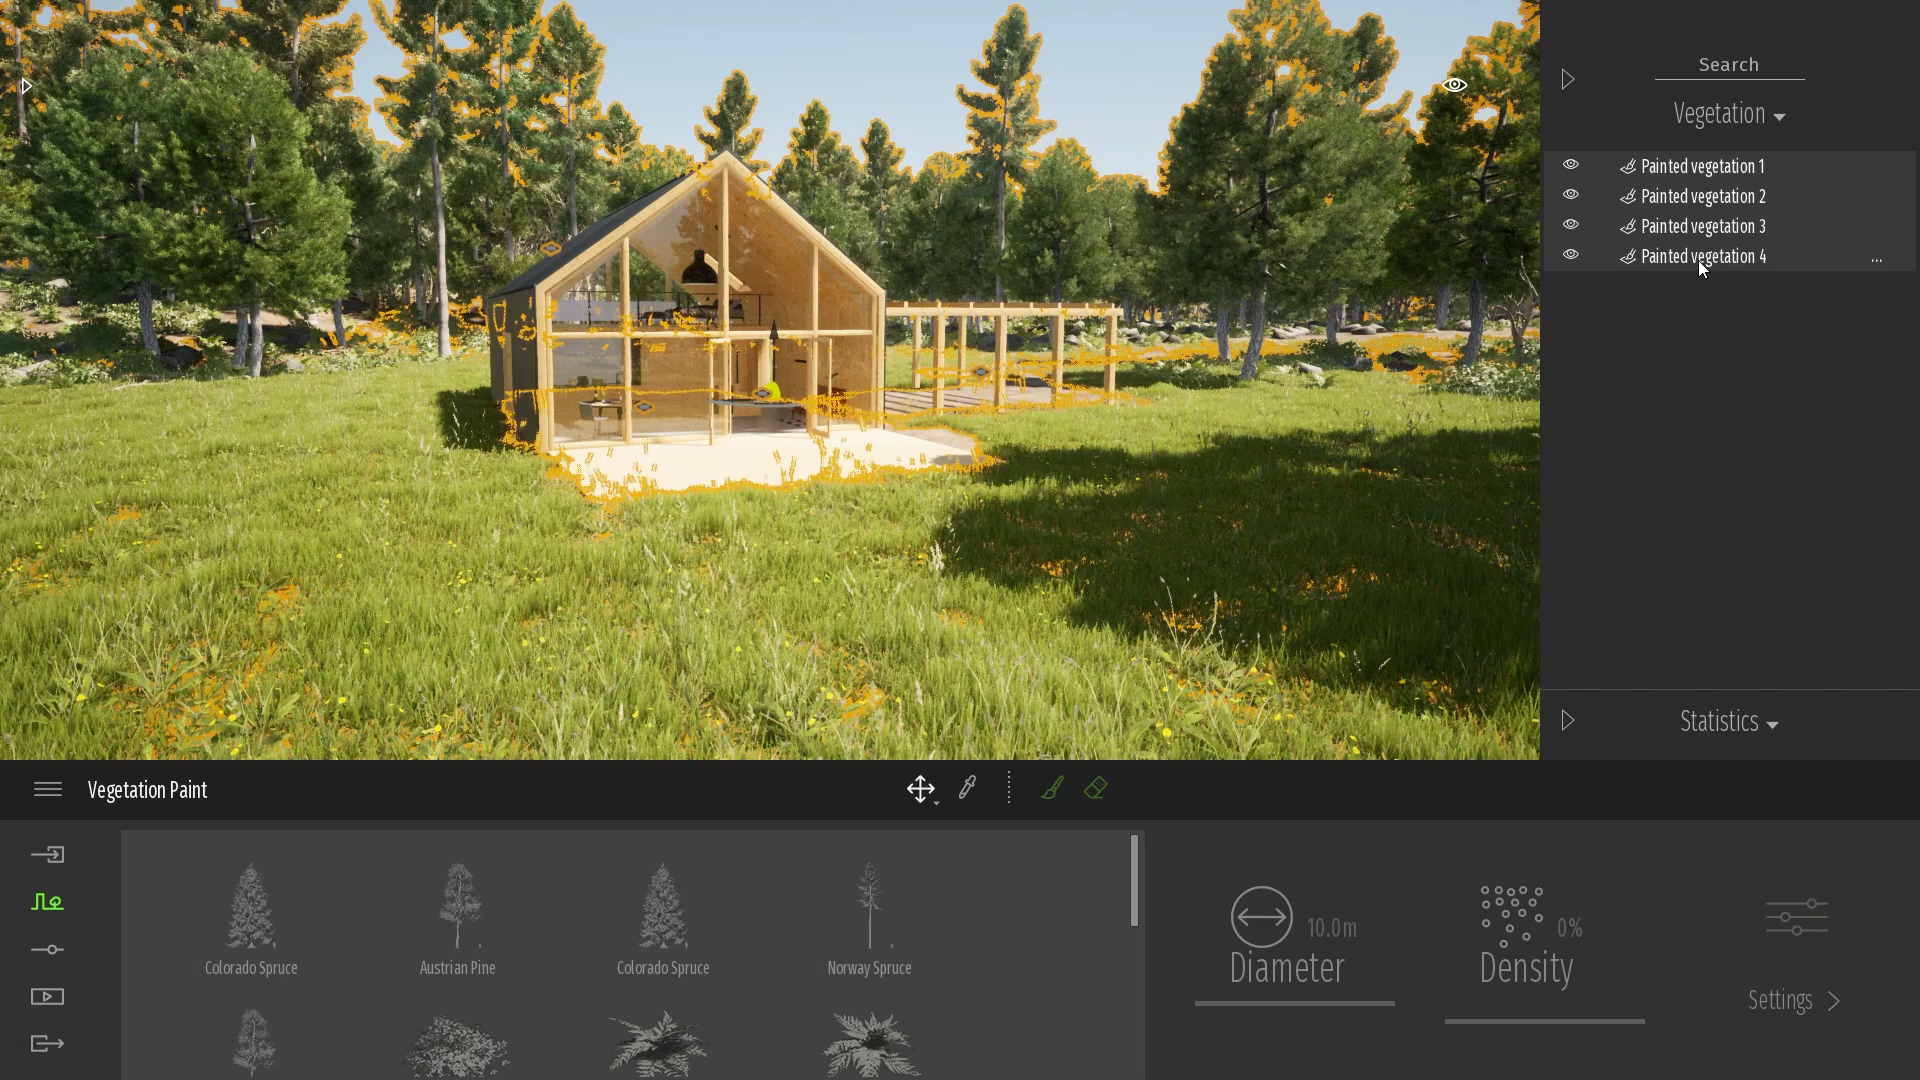 Search
Vegetation
Painted vegetation 1
Painted vegetation 2
Painted vegetation 3
Painted vegetation 4 ...
Statistics
Vegetation Paint
Colorado Spruce
Austrian Pine
Colorado Spruce
Norway Spruce
10.0m
Diameter
0%
Density
Settings